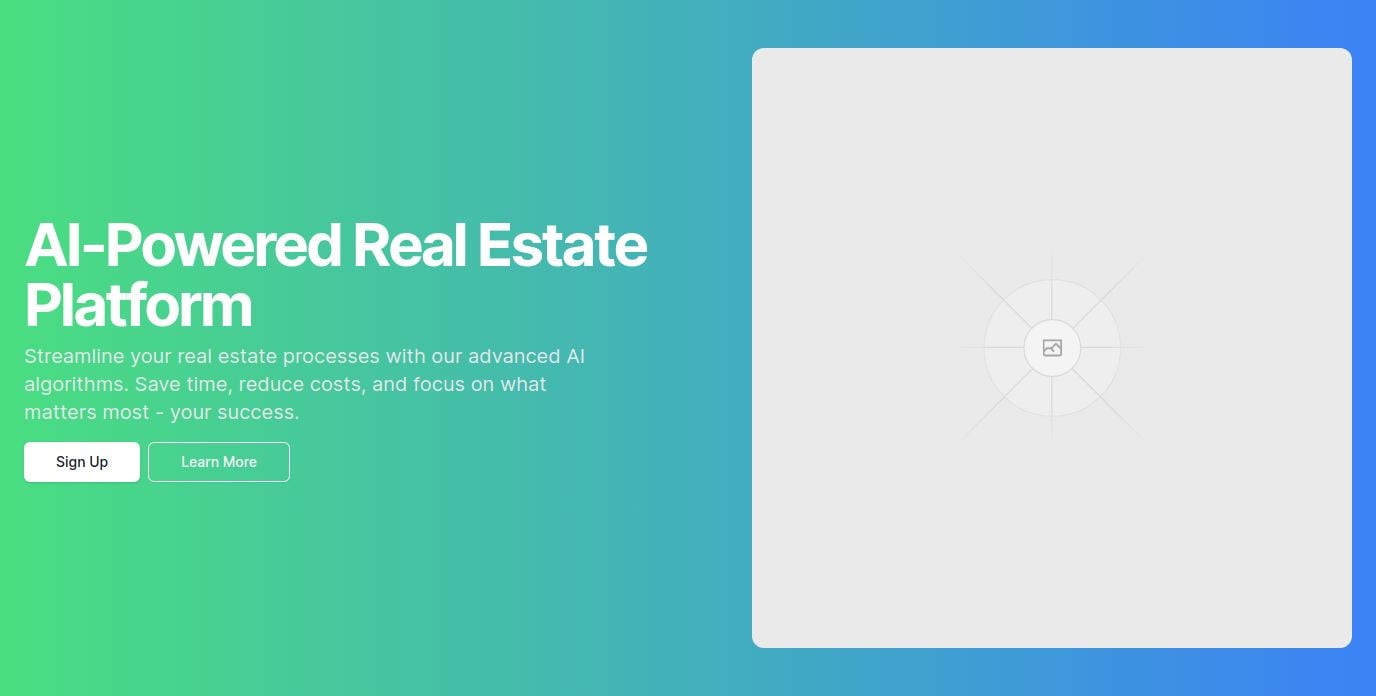 AI-Powered Real Estate
Platform
Streamline your real estate processes with our advanced AI
algorithms. Save time, reduce costs, and focus on what
matters most - your success.
Sign Up
Learn More